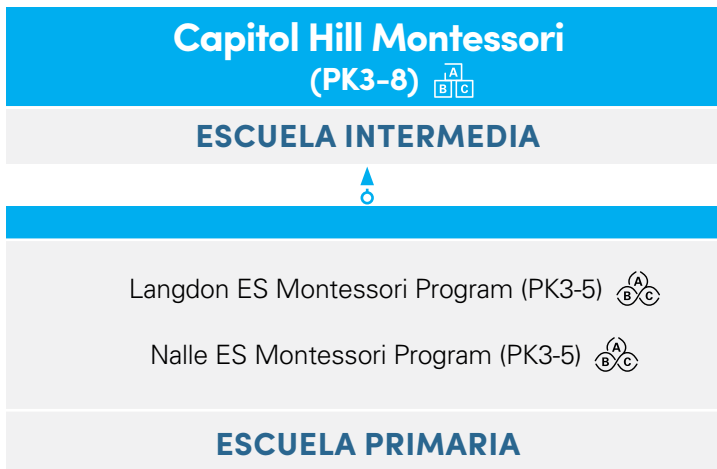 Capitol Hill Montessori
(PK3-8) A B C
ESCUELA INTERMEDIA
Langdon ES Montessori Program (PK3-5) A B C
Nalle ES Montessori Program (PK3-5) A B C
ESCUELA PRIMARIA